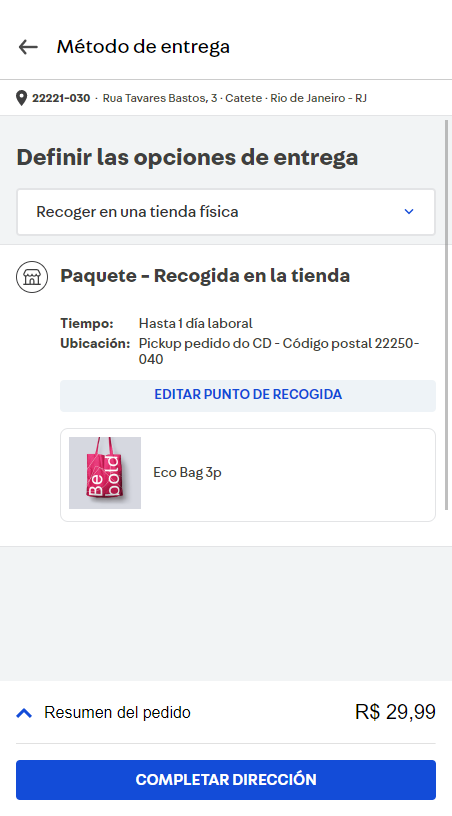 Método de entrega
22221-030 · Rua Tavares Bastos, 3 · Catete · Rio de Janeiro - RJ
Definir las opciones de entrega
Recoger en una tienda física
Paquete - Recogida en la tienda
Tiempo: Hasta 1 día laboral
Ubicación: Pickup pedido do CD - Código postal 22250-
040
EDITAR PUNTO DE RECOGIDA
Be
bold
Eco Bag 3p
Resumen del pedido R$ 29,99
COMPLETAR DIRECCIÓN